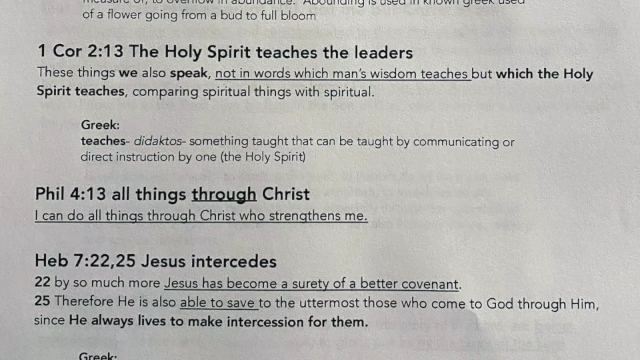 measure of, to overflow in abundance. Abounding is used in known greek used
of a flower going from a bud to full bloom
1 Cor 2:13 The Holy Spirit teaches the leaders
These things we also speak, not in words which man's wisdom teaches but which the Holy
Spirit teaches, comparing spiritual things with spiritual.
Greek:
teaches- didaktos- something taught that can be taught by communicating or
direct instruction by one (the Holy Spirit)
Phil 4:13 all things through Christ
I can do all things through Christ who strengthens me.
Heb 7:22,25 Jesus intercedes
22 by so much more Jesus has become a surety of a better covenant.
25 Therefore He is also able to save to the uttermost those who come to God through Him,
since He always lives to make intercession for them.
Greek: